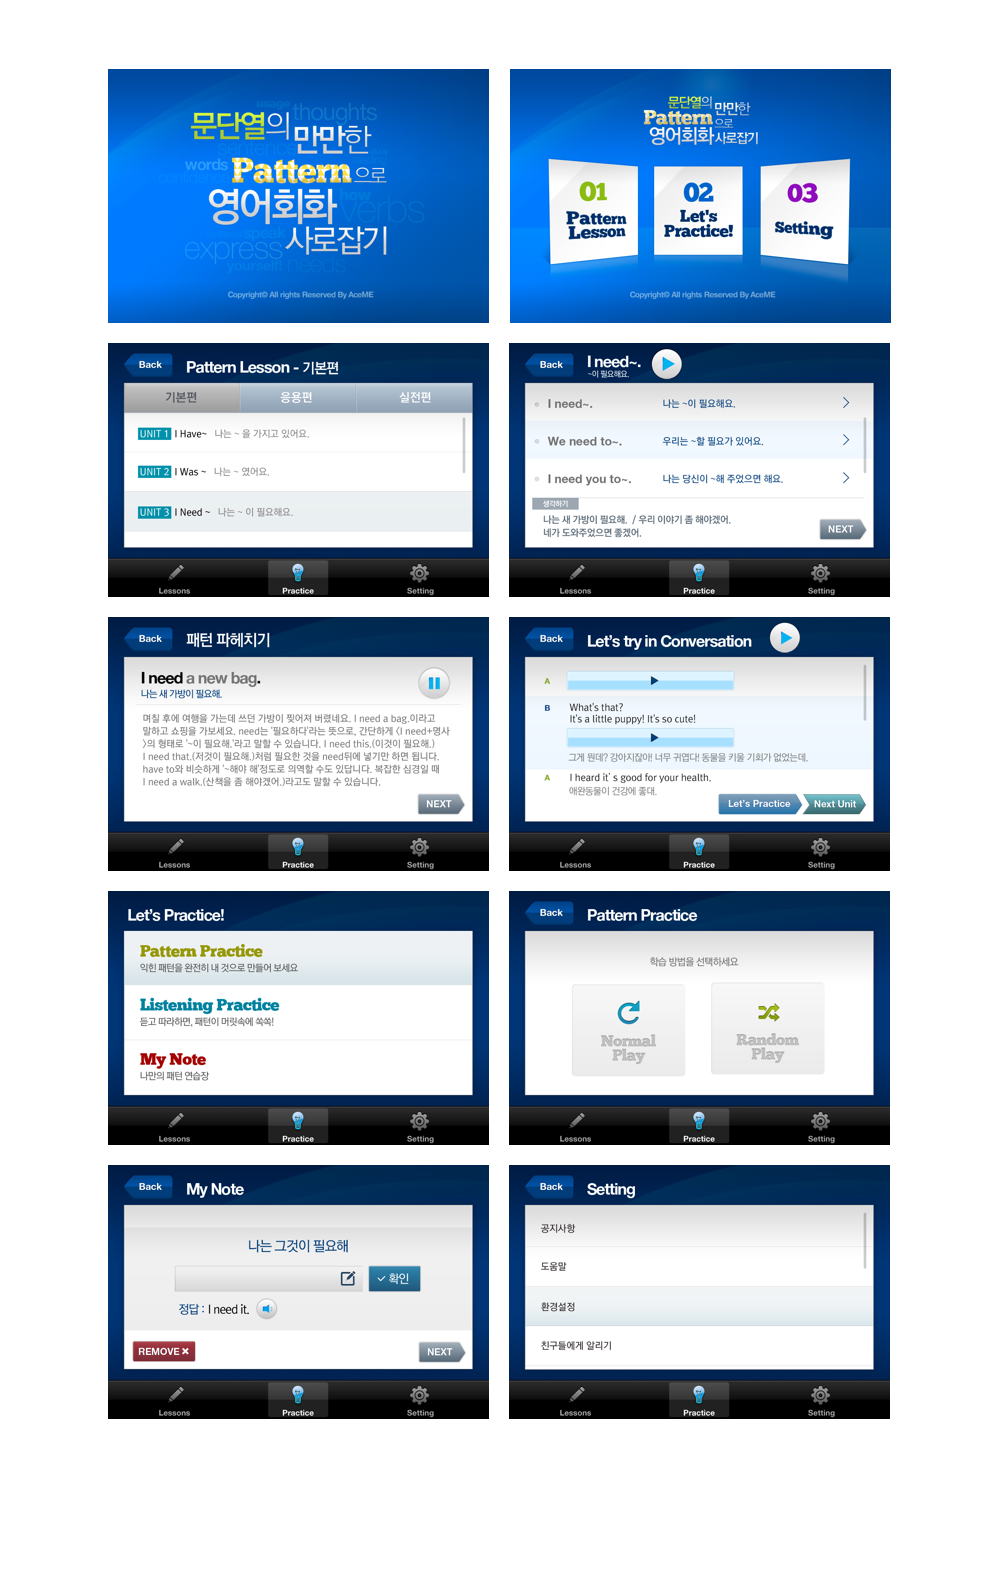 usage
thoughts
문단열의 만만한
sentence
words
Pattern으로
confidence
how
영어회화
verbs
speak
express
사로잡기
yourself!
needs
Copyright© All rights Reserved By AceME
문단열의 만만한
Pattern으로
영어회화 사로잡기
01
Pattern
Lesson
02
Let's
Practice!
03
Setting
Copyright© All rights Reserved By AceME
Back
Pattern Lesson - 기본편
기본편
응용편
실전편
UNIT 1 I Have~ 나는 ~ 을 가지고 있어요.
UNIT 2 I Was ~ 나는 ~ 였어요.
UNIT 3 I Need ~ 나는 ~ 이 필요해요.
Lessons
Practice
Setting
Back
I need~.
~이 필요해요.
I need~. 나는 ~이 필요해요.
We need to~. 우리는 ~할 필요가 있어요.
I need you to~. 나는 당신이 ~해 주었으면 해요.
생각하기
나는 새 가방이 필요해. / 우리 이야기 좀 해야겠어.
네가 도와주었으면 좋겠어.
NEXT
Lessons
Practice
Setting
Back
패턴 파헤치기
I need a new bag.
나는 새 가방이 필요해.
며칠 후에 여행을 가는데 쓰던 가방이 찢어져 버렸네요. I need a bag.이라고
말하고 쇼핑을 가보세요. need는 '필요하다'라는 뜻으로, 간단하게 〈I need+명사
〉의 형태로 '~이 필요해.'라고 말할 수 있습니다. I need this.(이것이 필요해.)
I need that.(저것이 필요해.)처럼 필요한 것을 need뒤에 넣기만 하면 됩니다.
have to와 비슷하게 '~해야 해'정도로 의역할 수도 있답니다. 복잡한 심경일 때
I need a walk.(산책을 좀 해야겠어.)라고도 말할 수 있습니다.
NEXT
Lessons
Practice
Setting
Back
Let's try in Conversation
A
B What's that?
It's a little puppy! It's so cute!
그게 뭔데? 강아지잖아! 너무 귀엽다! 동물을 키울 기회가 없었는데.
A I heard it's good for your health.
애완동물이 건강에 좋대.
Let's Practice
Next Unit
Lessons
Practice
Setting
Let's Practice!
Pattern Practice
익힌 패턴을 완전히 내 것으로 만들어 보세요
Listening Practice
듣고 따라하면, 패턴이 머릿속에 쏙쏙!
My Note
나만의 패턴 연습장
Lessons
Practice
Setting
Back
Pattern Practice
학습 방법을 선택하세요
Normal
Play
Random
Play
Lessons
Practice
Setting
Back
My Note
나는 그것이 필요해
확인
정답 : I need it.
REMOVE
NEXT
Lessons
Practice
Setting
Back
Setting
공지사항
도움말
환경설정
친구들에게 알리기
Lessons
Practice
Setting